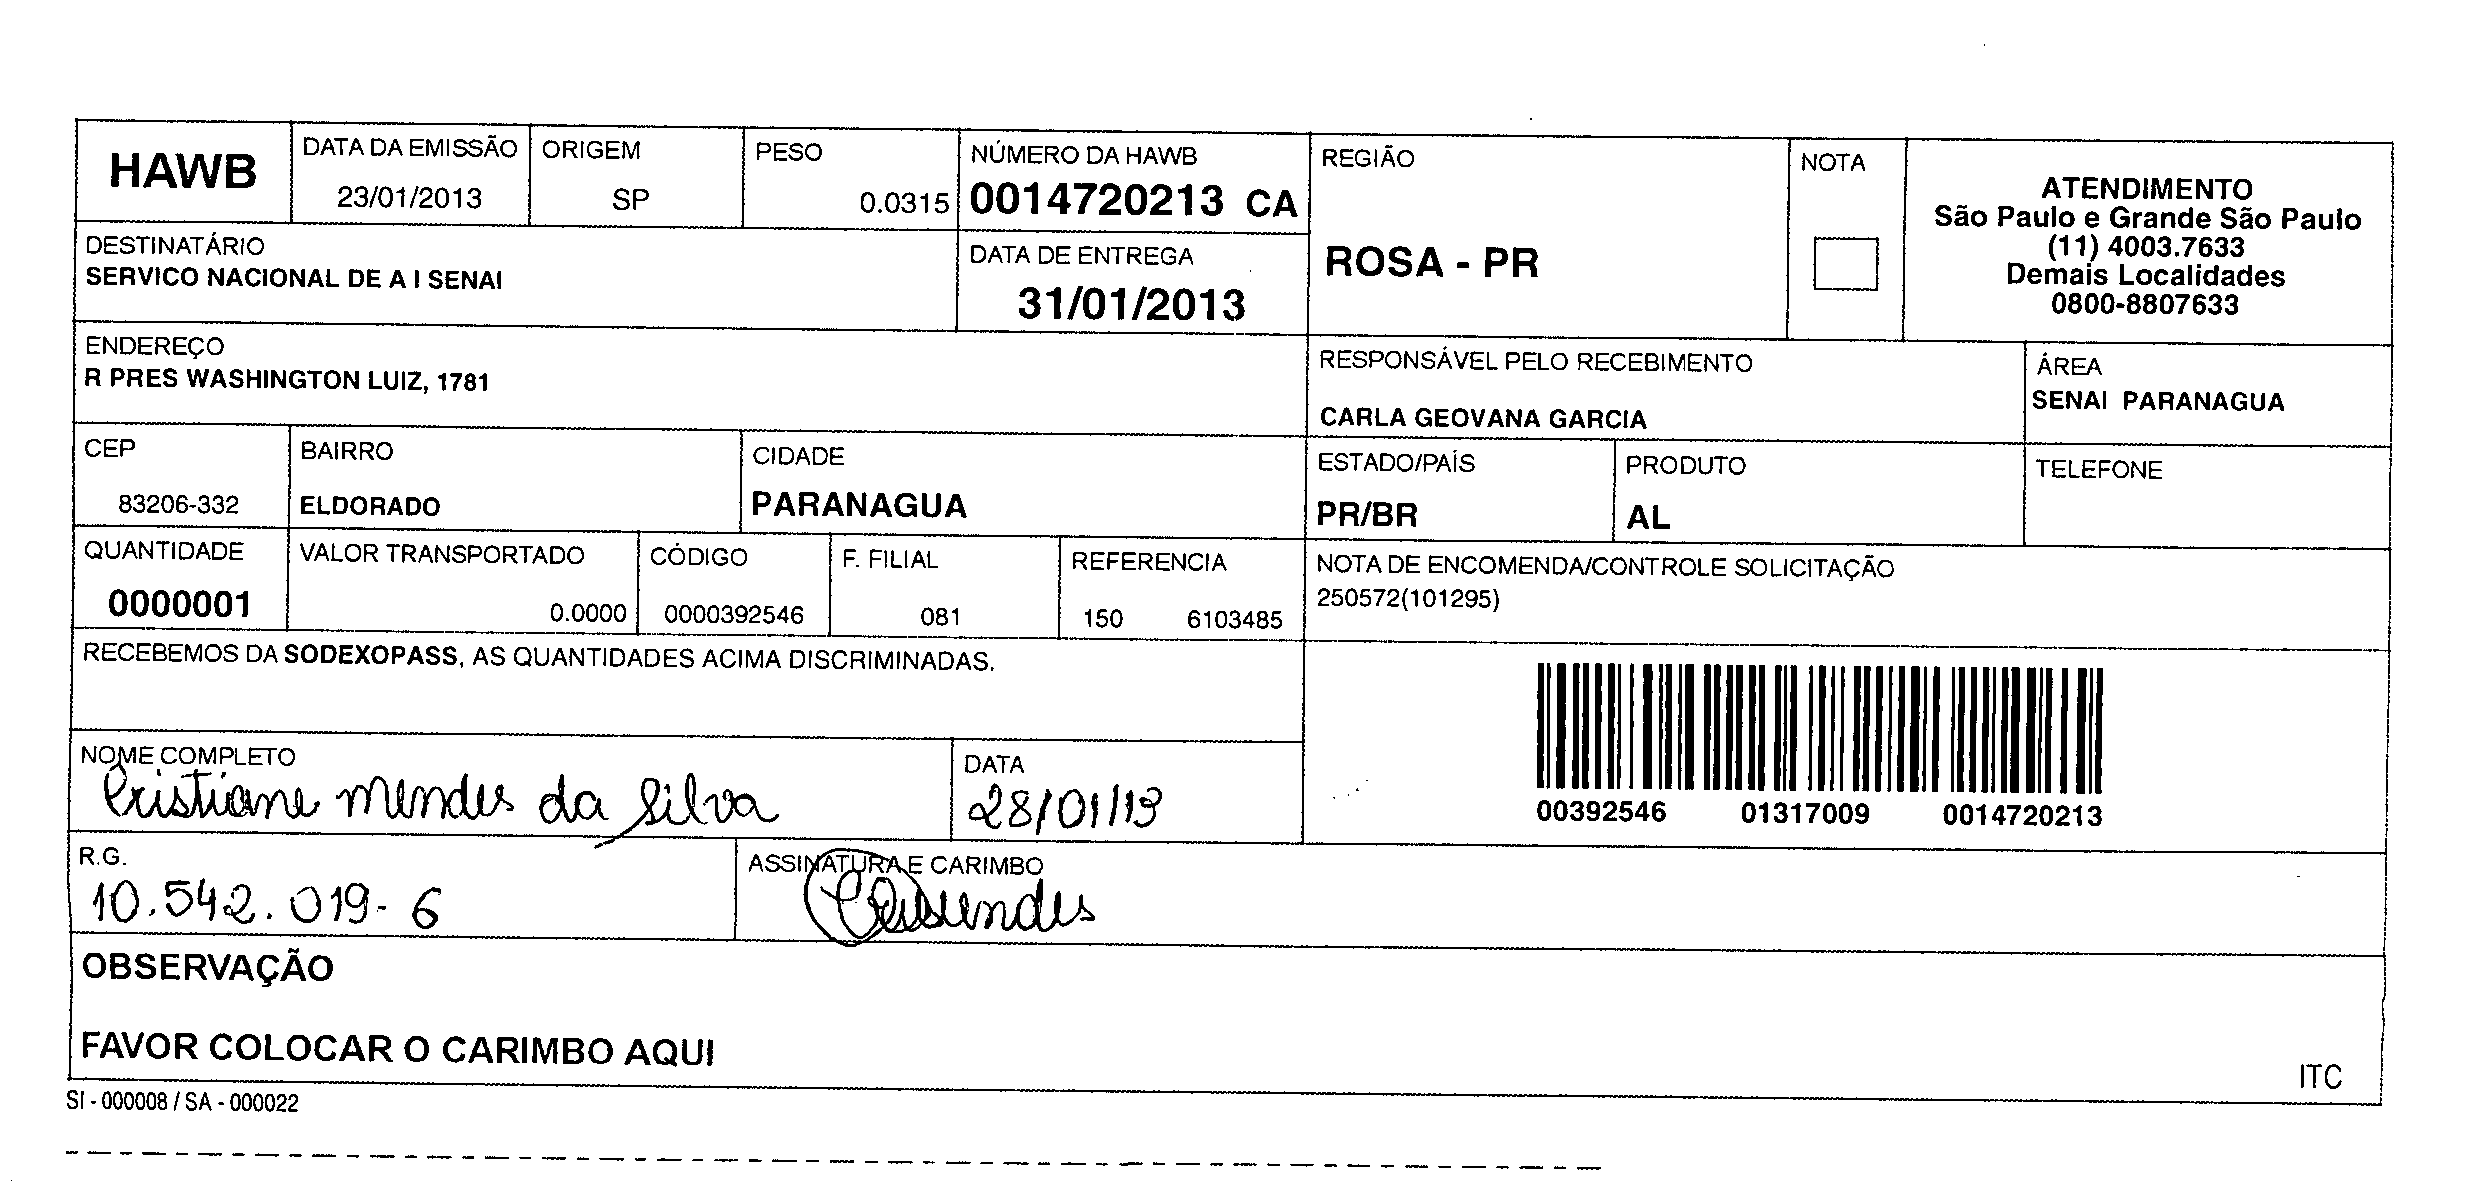 HAWB
DATA DA EMISSÃO
23/01/2013
ORIGEM
SP
PESO
0.0315
NÚMERO DA HAWB
0014720213 CA
REGIÃO
ROSA - PR
NOTA
ATENDIMENTO
São Paulo e Grande São Paulo
(11) 4003.7633
Demais Localidades
0800-8807633
DESTINATÁRIO
SERVICO NACIONAL DE A I SENAI
DATA DE ENTREGA
31/01/2013
ENDEREÇO
R PRES WASHINGTON LUIZ, 1781
RESPONSÁVEL PELO RECEBIMENTO
CARLA GEOVANA GARCIA
ÁREA
SENAI PARANAGUA
CEP
83206-332
BAIRRO
ELDORADO
CIDADE
PARANAGUA
ESTADO/PAÍS
PR/BR
PRODUTO
AL
TELEFONE
QUANTIDADE
0000001
VALOR TRANSPORTADO
0.0000
CÓDIGO
0000392546
F. FILIAL
081
REFERENCIA
150 6103485
NOTA DE ENCOMENDA/CONTROLE SOLICITAÇÃO
250572(101295)
RECEBEMOS DA SODEXOPASS, AS QUANTIDADES ACIMA DISCRIMINADAS.
00392546 01317009 0014720213
NOME COMPLETO
Cristiane Mendes da Silva
DATA
28/01/13
R.G.
10.542.019-6
ASSINATURA E CARIMBO
OBSERVAÇÃO
FAVOR COLOCAR O CARIMBO AQUI
ITC
SI - 000008 / SA - 000022